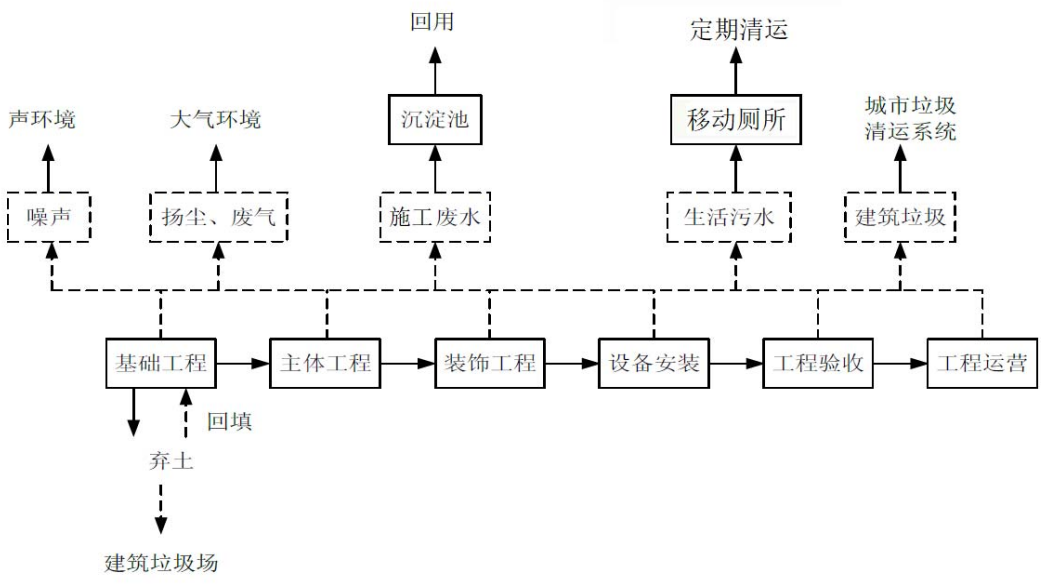 回用
定期清运
声环境
大气环境
沉淀池
移动厕所
城市垃圾
清运系统
噪声
扬尘、废气
施工废水
生活污水
建筑垃圾
基础工程
主体工程
装饰工程
设备安装
工程验收
工程运营
回填
弃土
建筑垃圾场